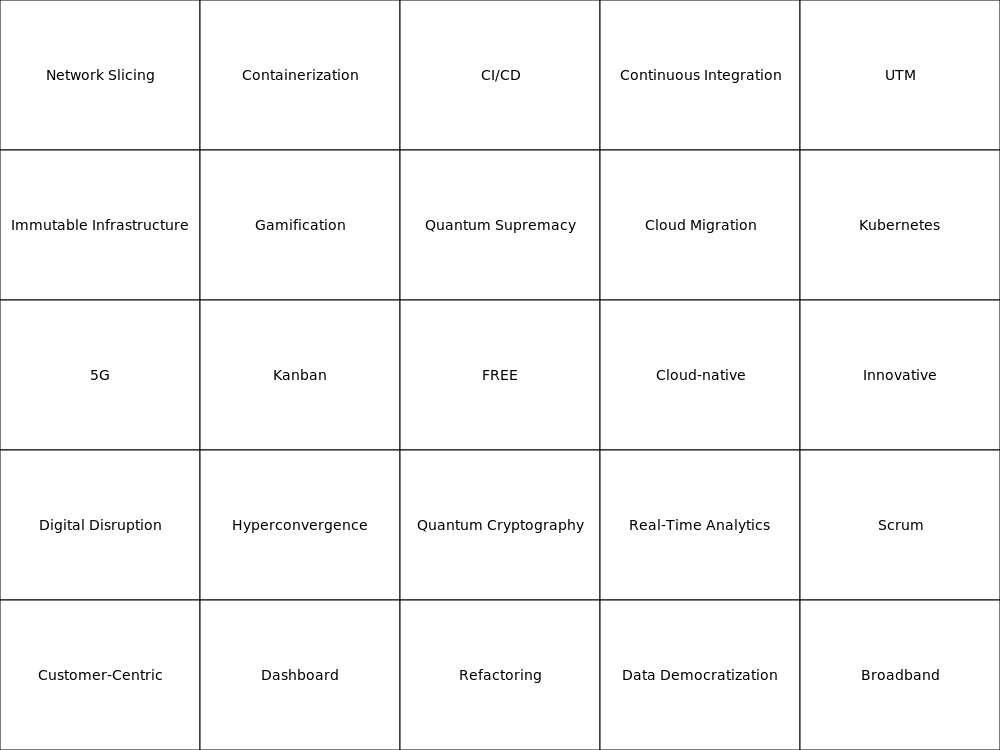 Network Slicing
Containerization
CI/CD
Continuous Integration
UTM
Immutable Infrastructure
Gamification
Quantum Supremacy
Cloud Migration
Kubernetes
5G
Kanban
FREE
Cloud-native
Innovative
Digital Disruption
Hyperconvergence
Quantum Cryptography
Real-Time Analytics
Scrum
Customer-Centric
Dashboard
Refactoring
Data Democratization
Broadband